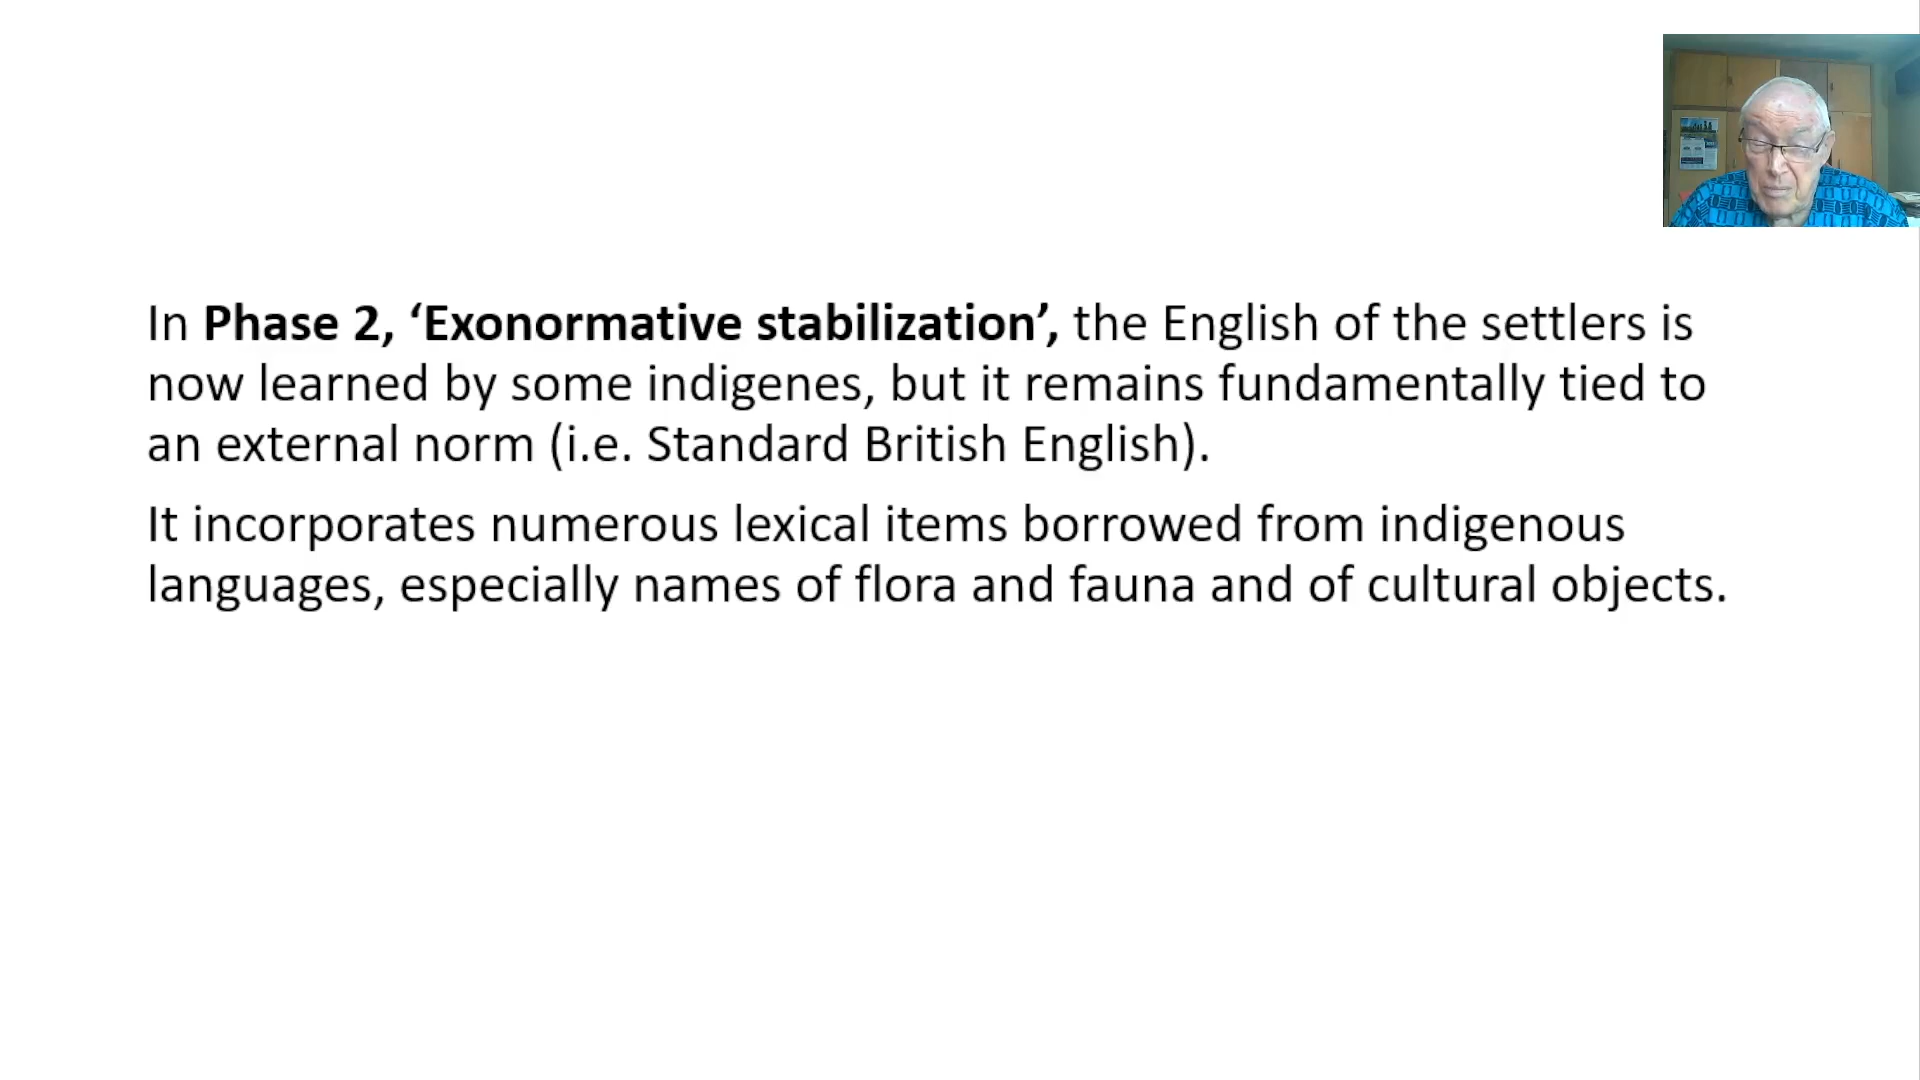 In Phase 2, ‘Exonormative stabilization’, the English of the settlers is
now learned by some indigenes, but it remains fundamentally tied to
an external norm (i.e. Standard British English).
It incorporates numerous lexical items borrowed from indigenous
languages, especially names of flora and fauna and of cultural objects.